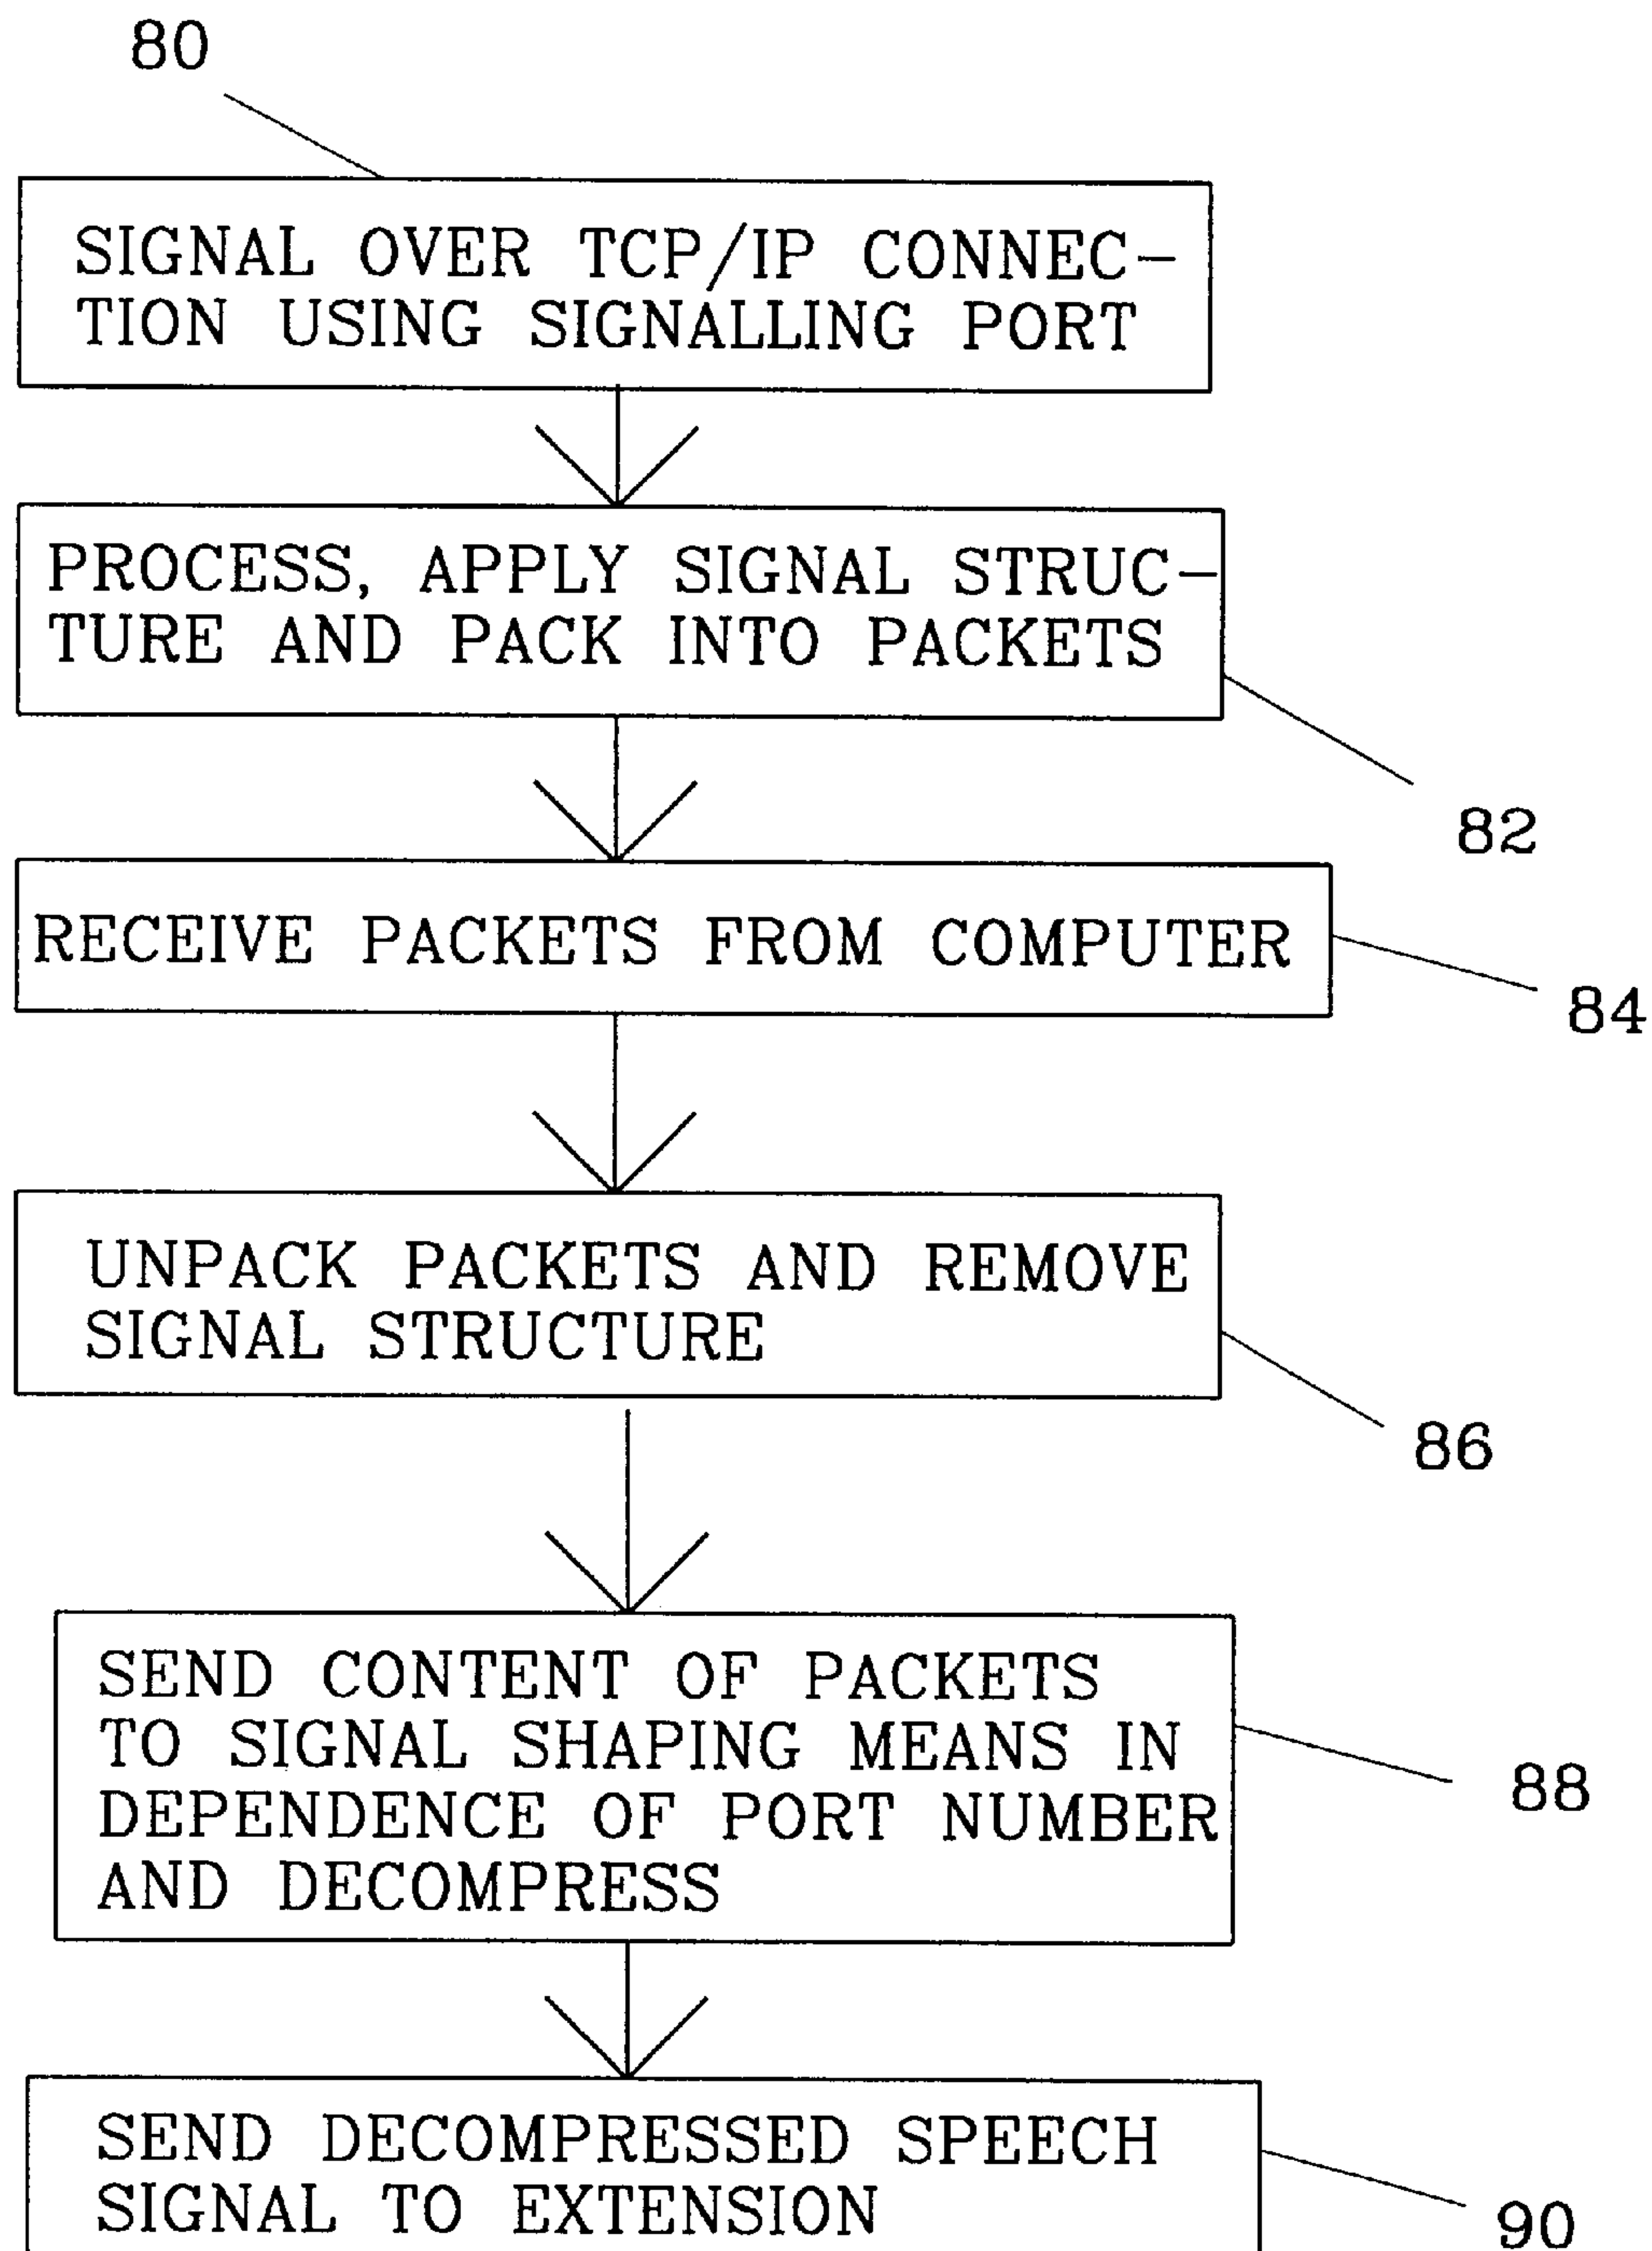 80
SIGNAL OVER TCP/IP CONNEC-
TION USING SIGNALLING PORT
PROCESS, APPLY SIGNAL STRUC-
TURE AND PACK INTO PACKETS
82
RECEIVE PACKETS FROM COMPUTER
84
UNPACK PACKETS AND REMOVE
SIGNAL STRUCTURE
86
SEND CONTENT OF PACKETS
TO SIGNAL SHAPING MEANS IN
DEPENDENCE OF PORT NUMBER
AND DECOMPRESS
88
SEND DECOMPRESSED SPEECH
SIGNAL TO EXTENSION
90